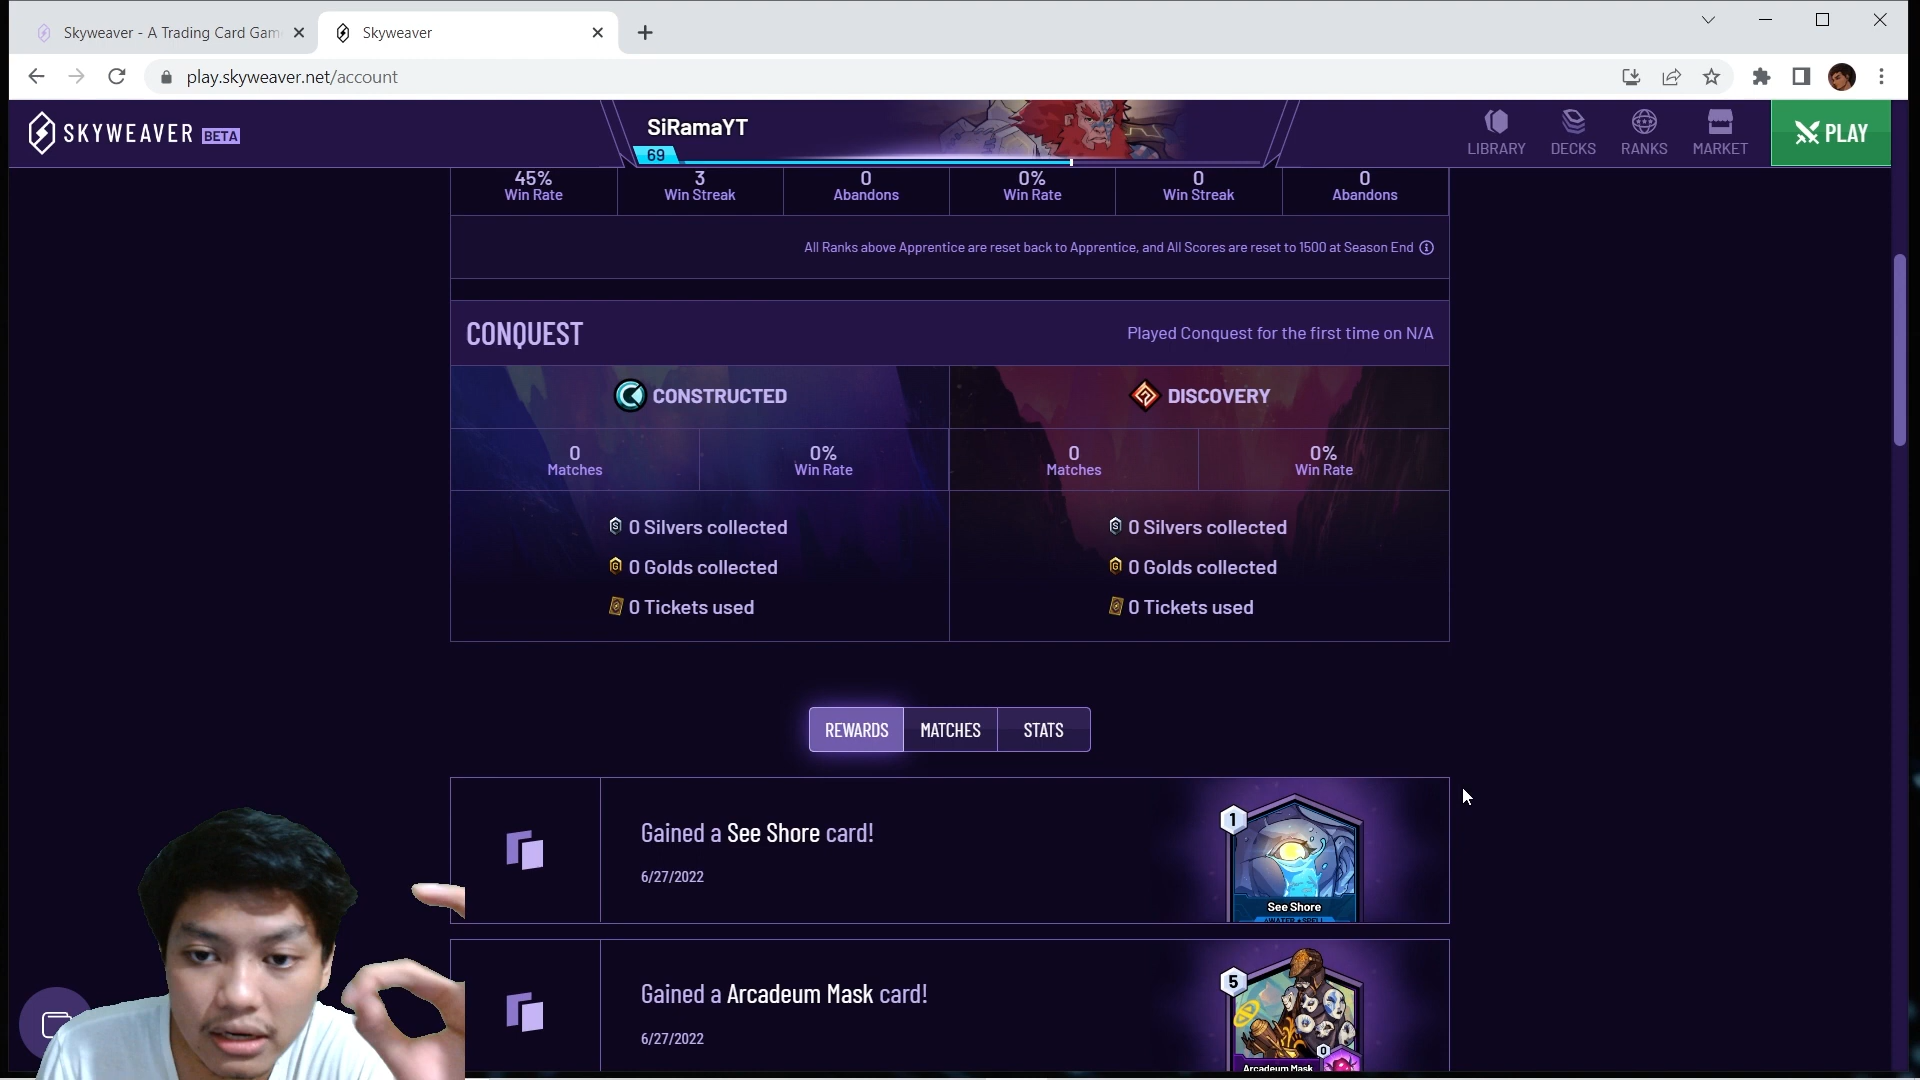 Skyweaver - A Trading Card Gam
Skyweaver
play.skyweaver.net/account
SKYWEAVER BETA
SiRamaYT
69
LIBRARY
DECKS
RANKS
MARKET
PLAY
45%
Win Rate
3
Win Streak
0
Abandons
0%
Win Rate
0
Win Streak
0
Abandons
All Ranks above Apprentice are reset back to Apprentice, and All Scores are reset to 1500 at Season End
CONQUEST
Played Conquest for the first time on N/A
CONSTRUCTED
DISCOVERY
0
Matches
0%
Win Rate
0
Matches
0%
Win Rate
0 Silvers collected
0 Golds collected
0 Tickets used
0 Silvers collected
0 Golds collected
0 Tickets used
REWARDS
MATCHES
STATS
Gained a See Shore card!
6/27/2022
1
See Shore
Gained a Arcadeum Mask card!
6/27/2022
5
0
Arcadeum Mask